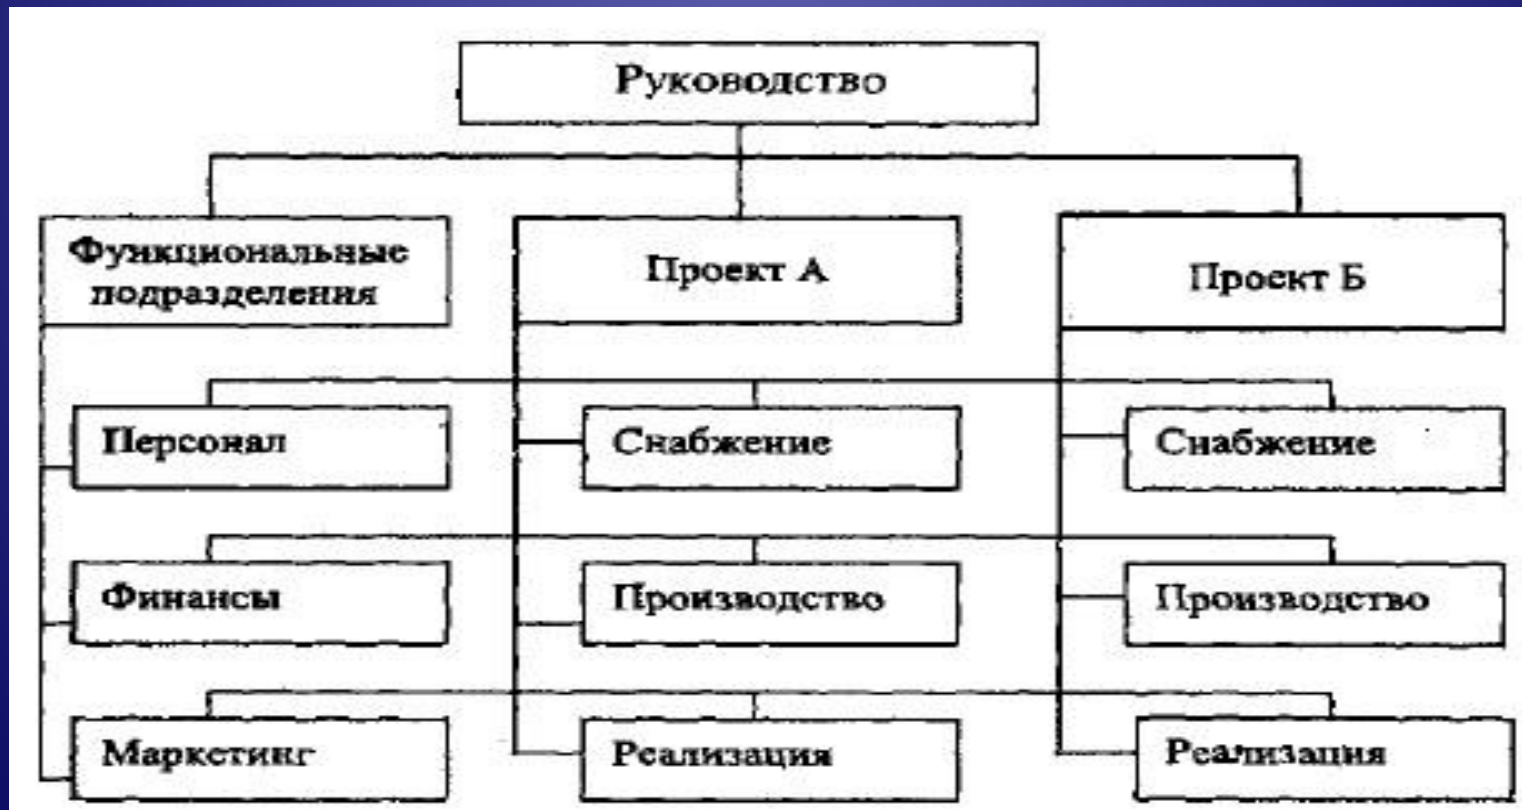 Руководство
Функциональные
подразделения
Проект А
Проект Б
Персонал
Снабжение
Снабжение
Финансы
Производство
Производство
Маркетинг
Реализация
Реализация